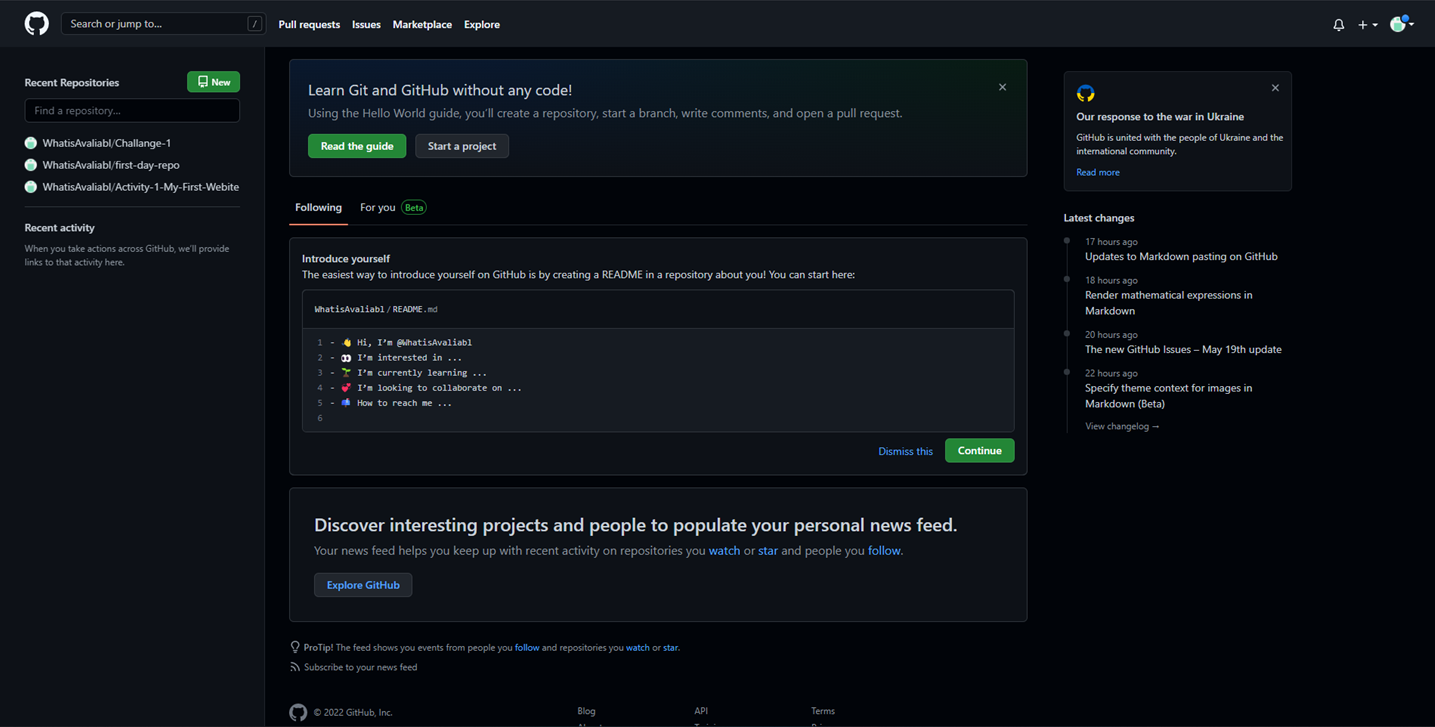 Search or jump to...
/
Pull requests
Issues
Marketplace
Explore
Recent Repositories
New
Find a repository...
WhatisAvaliabl/Challange-1
WhatisAvaliabl/first-day-repo
WhatisAvaliabl/Activity-1-My-First-Webite
Recent activity
When you take actions across GitHub, we'll provide
links to that activity here.
Learn Git and GitHub without any code!
Using the Hello World guide, you'll create a repository, start a branch, write comments, and open a pull request.
Read the guide
Start a project
Following
For you Beta
Introduce yourself
The easiest way to introduce yourself on GitHub is by creating a README in a repository about you! You can start here:
WhatisAvaliabl/README.md
1 - 👋 Hi, I'm @WhatisAvaliabl
2 - 👀 I'm interested in ...
3 - 🌱 I'm currently learning ...
4 - 💞️ I'm looking to collaborate on ...
5 - 📫 How to reach me ...
6
Dismiss this
Continue
Discover interesting projects and people to populate your personal news feed.
Your news feed helps you keep up with recent activity on repositories you watch or star and people you follow.
Explore GitHub
ProTip! The feed shows you events from people you follow and repositories you watch or star.
Subscribe to your news feed
© 2022 GitHub, Inc.
Blog
API
Terms
Our response to the war in Ukraine
GitHub is united with the people of Ukraine and the
international community.
Read more
Latest changes
17 hours ago
Updates to Markdown pasting on GitHub
18 hours ago
Render mathematical expressions in
Markdown
20 hours ago
The new GitHub Issues – May 19th update
22 hours ago
Specify theme context for images in
Markdown (Beta)
View changelog →